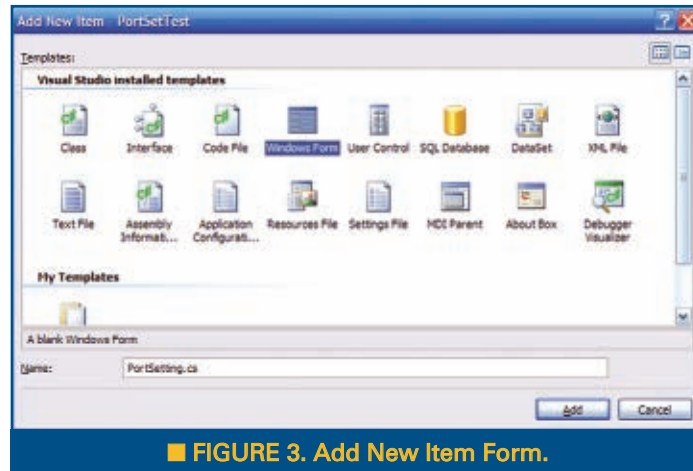 Add New Item PortSetTest
Templates:
Visual Studio installed templates
Class Interface Code File Windows Form User Control SQL Database DataSet XML File
Text File Assembly Informati... Application Configurati... Resources File Settings File MDI Parent About Box Debugger Visualizer
My Templates
A blank Windows Form
Name: PortSetting.cs
Add Cancel
■ FIGURE 3. Add New Item Form.